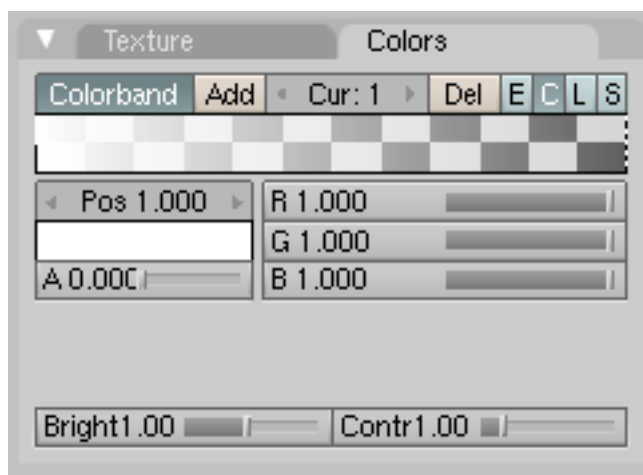 Texture Colors
Colorband Add Cur: 1 Del E C L S
Pos 1.000 R 1.000
G 1.000
A 0.000 B 1.000
Bright1.00 Contr1.00